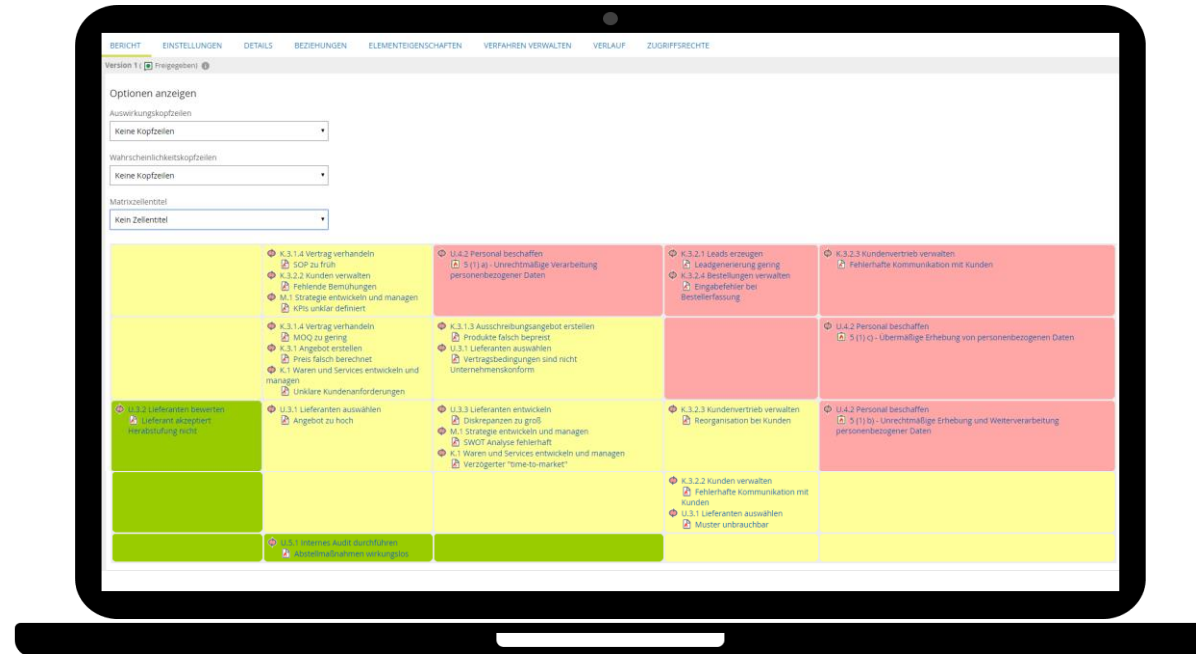 BERICHT EINSTELLUNGEN DETAILS BEZIEHUNGEN ELEMENTEIGENSCHAFTEN VERFAHREN VERWALTEN VERLAUF ZUGRIFFSRECHTE
Version 1 ( Freigegeben)
Optionen anzeigen
Auswirkungskopfzeilen
Keine Kopfzeilen
Wahrscheinlichkeitskopfzeilen
Keine Kopfzeilen
Matrixzellentitel
Kein Zellentitel
K.3.1.4 Vertrag verhandeln
SOP zu früh
K.3.2.2 Kunden verwalten
Fehlende Bemühungen
M.1 Strategie entwickeln und managen
KPIs unklar definiert
U.4.2 Personal beschaffen
5 (1) a) - Unrechtmäßige Verarbeitung
personenbezogener Daten
K.3.2.1 Leads erzeugen
Leadgenerierung gering
K.3.2.4 Bestellungen verwalten
Eingabefehler bei
Bestellerfassung
K.3.2.3 Kundenvertrieb verwalten
Fehlerhafte Kommunikation mit Kunden
K.3.1.4 Vertrag verhandeln
MOQ zu gering
K.3.1 Angebot erstellen
Preis falsch berechnet
K.1 Waren und Services entwickeln und
managen
Unklare Kundenanforderungen
K.3.1.3 Ausschreibungsangebot erstellen
Produkte falsch bepreist
U.3.1 Lieferanten auswählen
Vertragsbedingungen sind nicht
Unternehmenskonform
U.4.2 Personal beschaffen
5 (1) c) - Übermäßige Erhebung von personenbezogenen Daten
U.3.2 Lieferanten bewerten
Lieferant akzeptiert
Herabstufung nicht
U.3.1 Lieferanten auswählen
Angebot zu hoch
U.3.3 Lieferanten entwickeln
Diskrepanzen zu groß
M.1 Strategie entwickeln und managen
SWOT Analyse fehlerhaft
K.1 Waren und Services entwickeln und managen
Verzögerter "time-to-market"
K.3.2.3 Kundenvertrieb verwalten
Reorganisation bei Kunden
U.4.2 Personal beschaffen
5 (1) b) - Unrechtmäßige Erhebung und Weiterverarbeitung
personenbezogener Daten
K.3.2.2 Kunden verwalten
Fehlerhafte Kommunikation mit
Kunden
U.3.1 Lieferanten auswählen
Muster unbrauchbar
U.5.1 Internes Audit durchführen
Abstellmaßnahmen wirkungslos